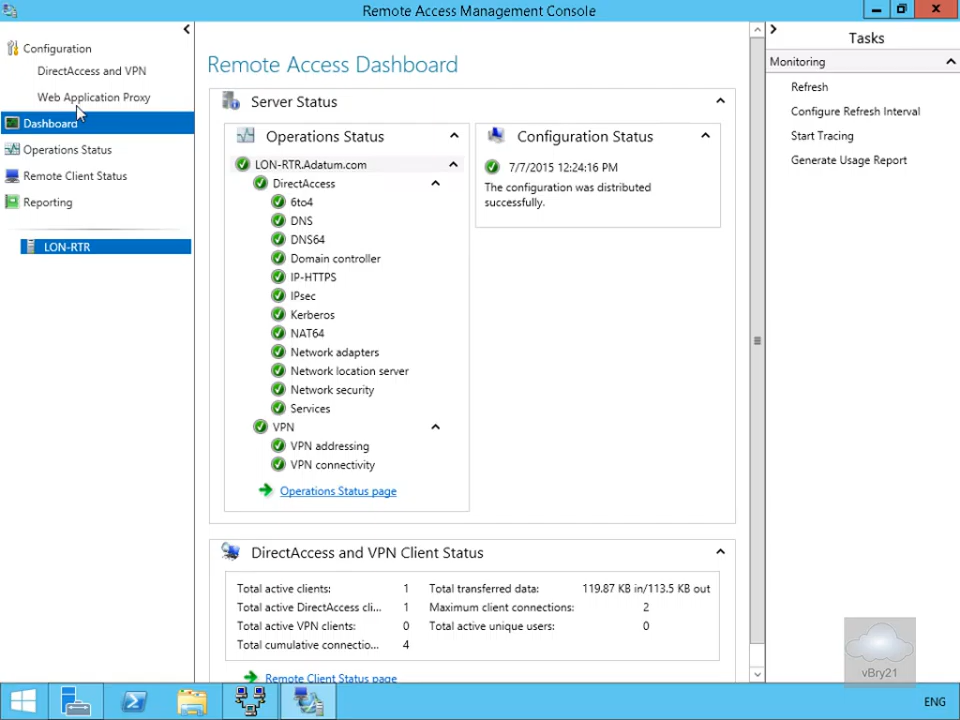 Remote Access Management Console
Configuration
DirectAccess and VPN
Web Application Proxy
Dashboard
Operations Status
Remote Client Status
Reporting
LON-RTR
Remote Access Dashboard
Server Status
Operations Status
LON-RTR.Adatum.com
DirectAccess
6to4
DNS
DNS64
Domain controller
IP-HTTPS
IPsec
Kerberos
NAT64
Network adapters
Network location server
Network security
Services
VPN
VPN addressing
VPN connectivity
Operations Status page
Configuration Status
7/7/2015 12:24:16 PM
The configuration was distributed
successfully.
DirectAccess and VPN Client Status
Total active clients: 1 Total transferred data: 119.87 KB in/113.5 KB out
Total active DirectAccess cli... 1 Maximum client connections: 2
Total active VPN clients: 0 Total active unique users: 0
Total cumulative connectio... 4
Remote Client Status page
Tasks
Monitoring
Refresh
Configure Refresh Interval
Start Tracing
Generate Usage Report
vBry21
ENG